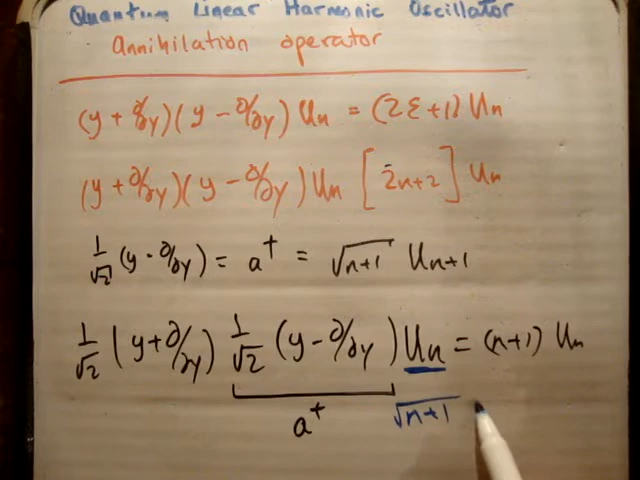 Quantum Linear Harmonic Oscillator
Annihilation operator
(y + ∂/∂y)(y - ∂/∂y) Un = (2ε+1) Un
(y + ∂/∂y)(y - ∂/∂y) Un [2n+2] Un
1/√2 (y - ∂/∂y) = a† = √n+1 Un+1
1/√2 (y + ∂/∂y) 1/√2 (y - ∂/∂y) Un = (n+1) Un
a† √n+1